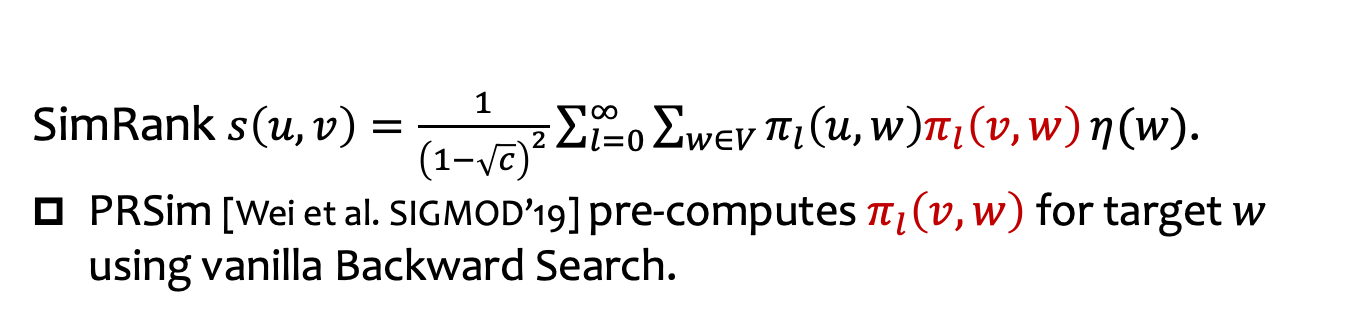 SimRank s(u, v) = 1/(1−√c)² ∑_{l=0}^{∞} ∑_{w∈V} π_l(u, w)π_l(v, w) η(w).
❑ PRSim [Wei et al. SIGMOD’19] pre-computes π_l(v, w) for target w
using vanilla Backward Search.